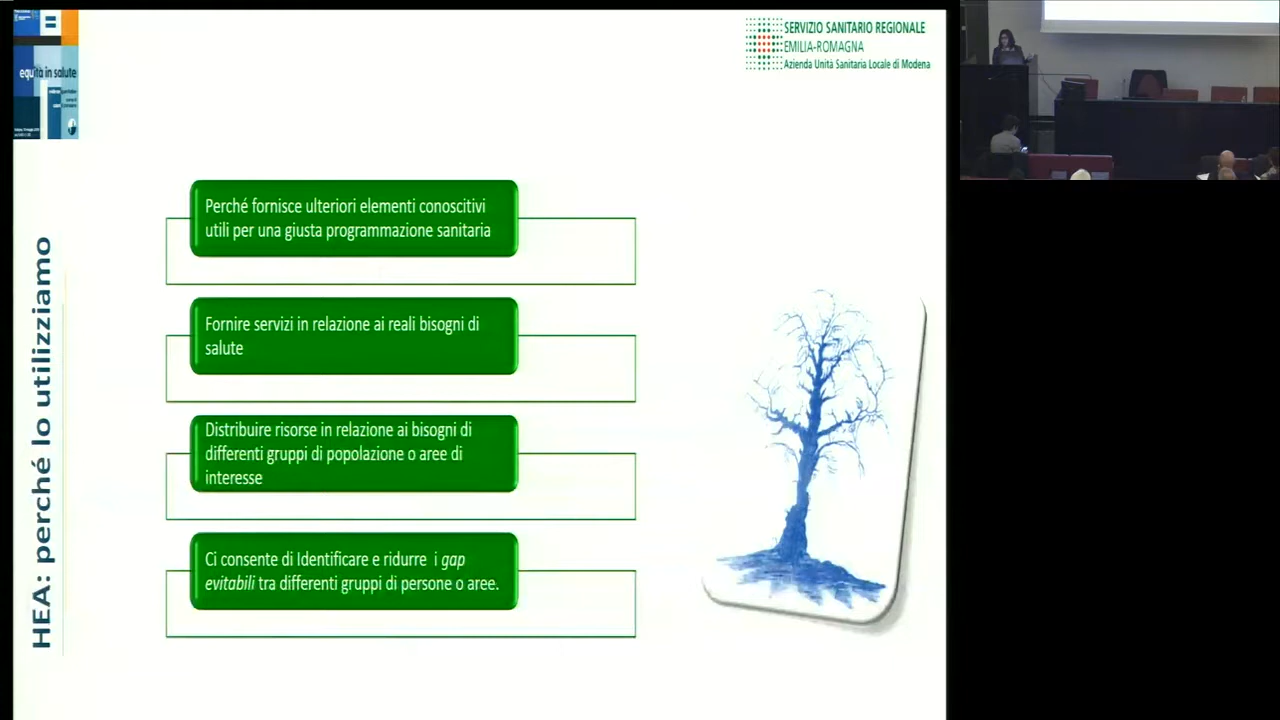 equità in salute
SERVIZIO SANITARIO REGIONALE
EMILIA-ROMAGNA
Azienda Unità Sanitaria Locale di Modena
HEA: perché lo utilizziamo
Perché fornisce ulteriori elementi conoscitivi
utili per una giusta programmazione sanitaria
Fornire servizi in relazione ai reali bisogni di
salute
Distribuire risorse in relazione ai bisogni di
differenti gruppi di popolazione o aree di
interesse
Ci consente di Identificare e ridurre i gap
evitabili tra differenti gruppi di persone o aree.